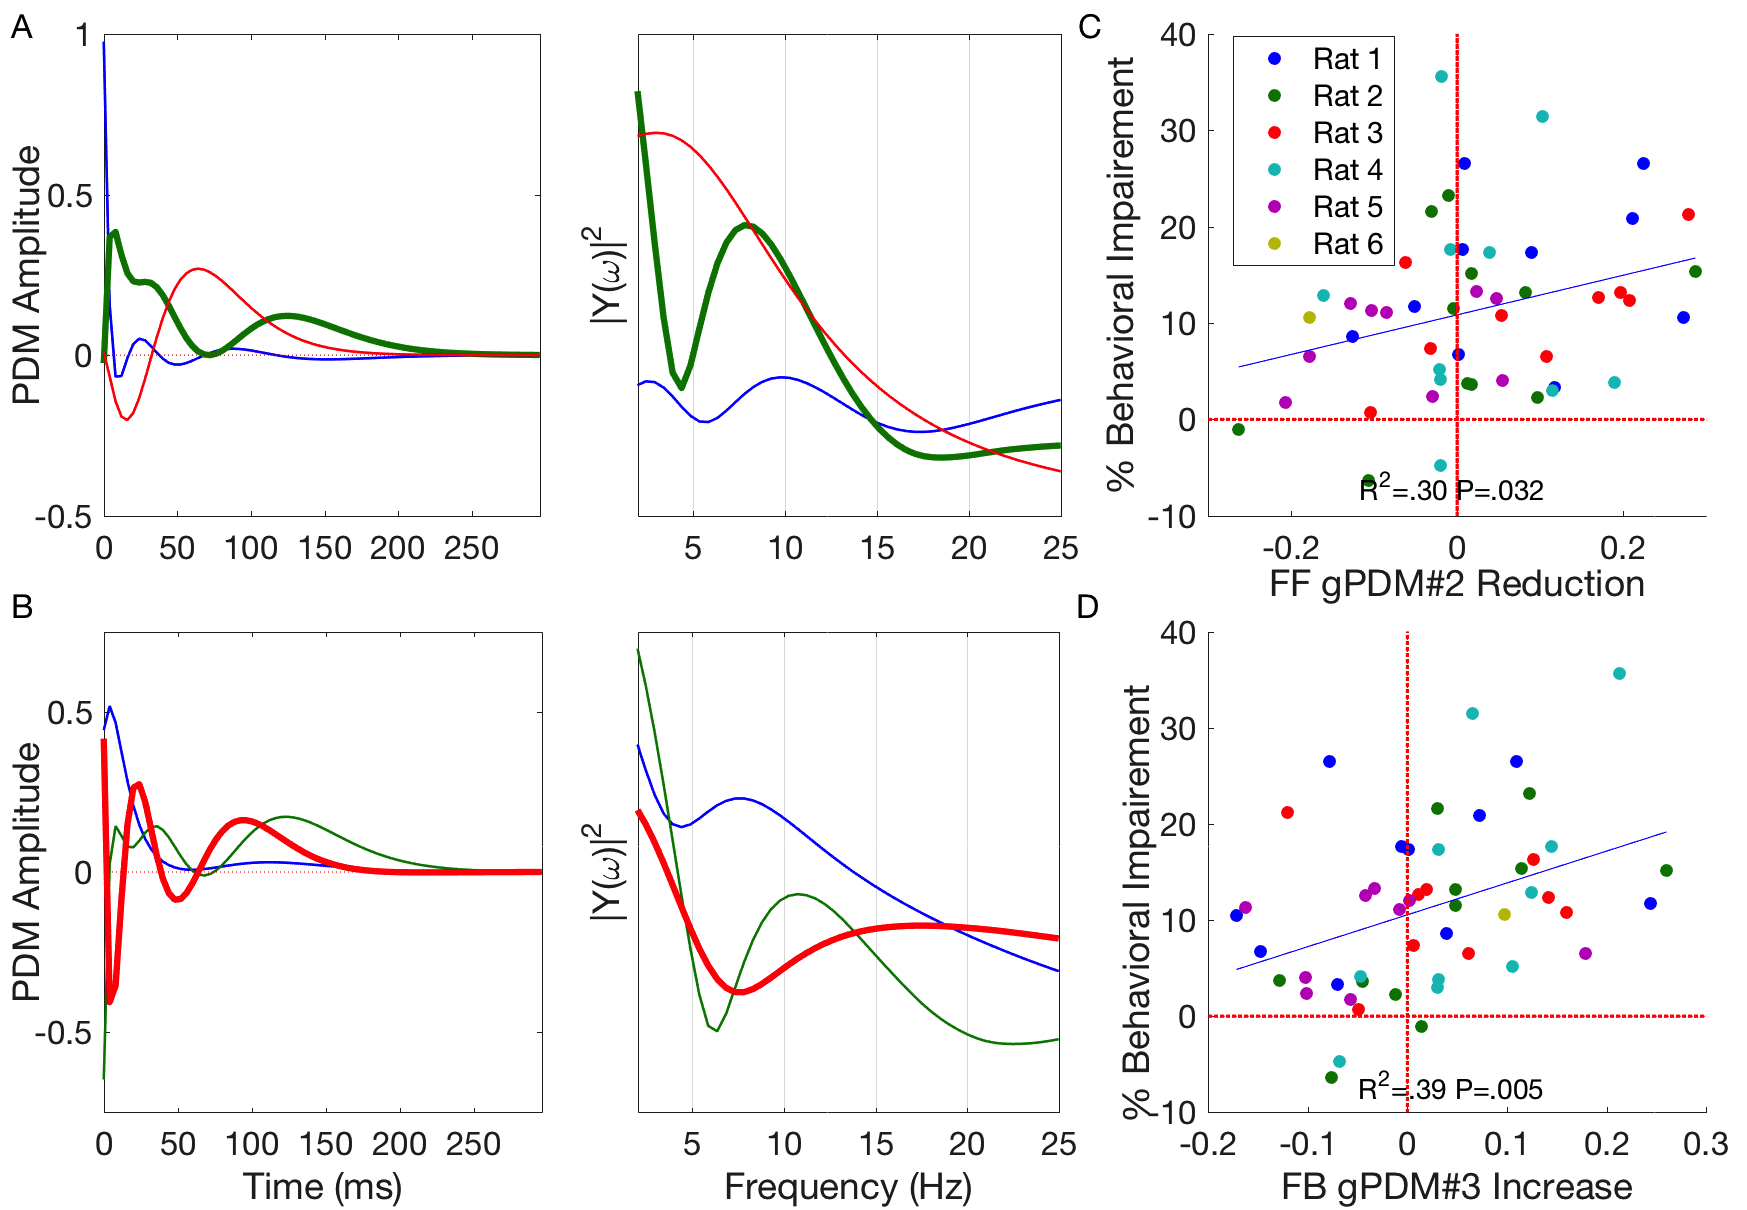 A
1
0.5
0
-0.5
PDM Amplitude
0 50 100 150 200 250
|Y(ω)|2
5 10 15 20 25
C
40
30
20
10
0
-10
% Behavioral Impairement
Rat 1
Rat 2
Rat 3
Rat 4
Rat 5
Rat 6
R2=.30 P=.032
-0.2 0 0.2
FF gPDM#2 Reduction
B
0.5
0
-0.5
PDM Amplitude
0 50 100 150 200 250
Time (ms)
|Y(ω)|2
5 10 15 20 25
Frequency (Hz)
D
40
30
20
10
0
-10
% Behavioral Impairement
R2=.39 P=.005
-0.2 -0.1 0 0.1 0.2 0.3
FB gPDM#3 Increase